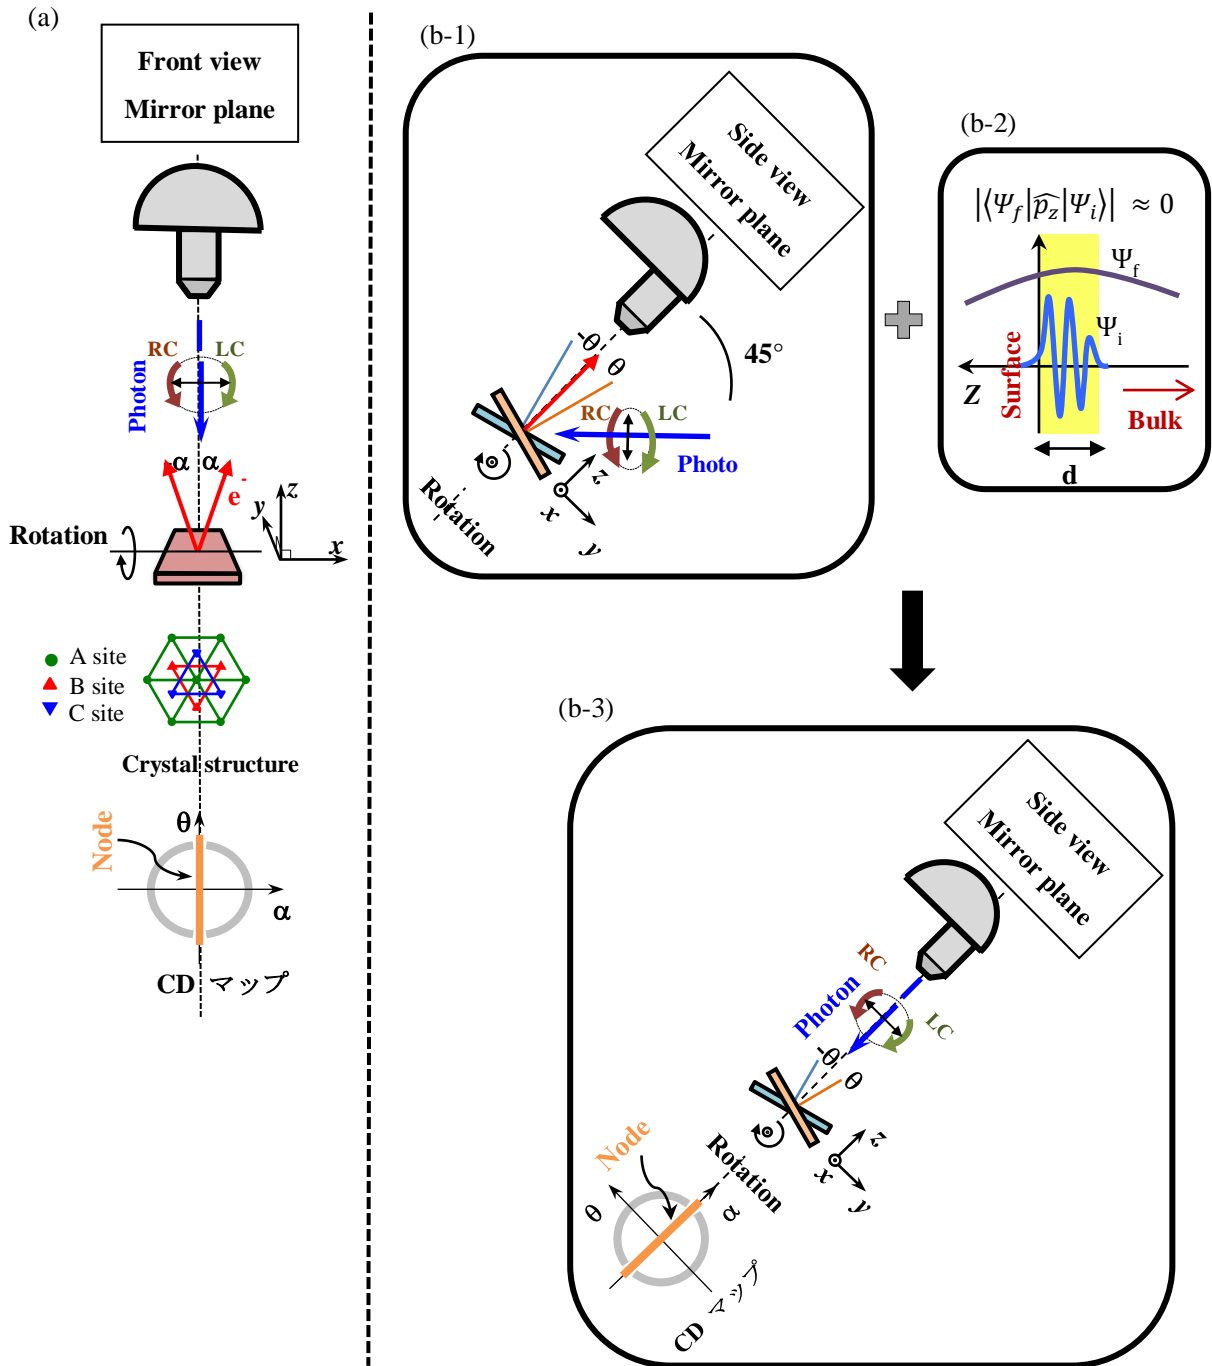 (a)
Front view
Mirror plane
RC
LC
Photon
-α
α
e-
Rotation
z
y
x
A site
B site
C site
Crystal structure
θ
Node
α
CD マップ
(b-1)
Side view
Mirror plane
-θ
θ
45°
RC
LC
Photo
Rotation
z
x
y
(b-2)
|⟨Ψf|p̂z|Ψi⟩| ≈ 0
Ψf
Ψi
Surface
Z
Bulk
d
(b-3)
Side view
Mirror plane
RC
Photon
LC
-θ
θ
Rotation
z
x
y
Node
θ
α
CD マップ